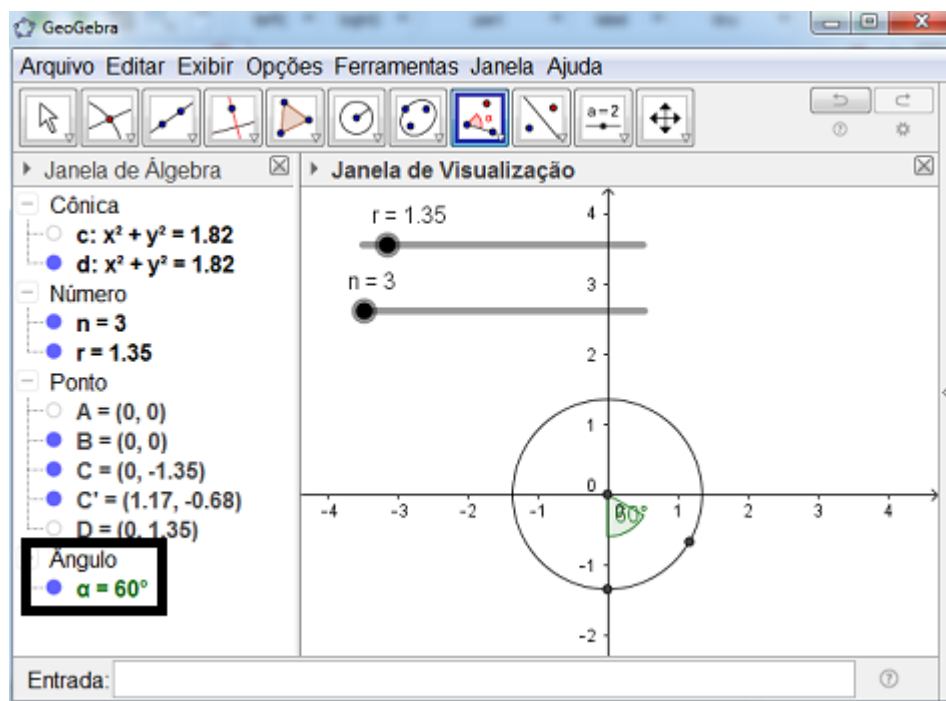 GeoGebra
Arquivo Editar Exibir Opções Ferramentas Janela Ajuda
a=2
Janela de Álgebra
Janela de Visualização
Cônica
c: x² + y² = 1.82
d: x² + y² = 1.82
Número
n = 3
r = 1.35
Ponto
A = (0, 0)
B = (0, 0)
C = (0, -1.35)
C' = (1.17, -0.68)
D = (0, 1.35)
Ângulo
α = 60°
r = 1.35
n = 3
4
3
2
1
0
-4 -3 -2 -1 60° 1 2 3 4
-1
-2
Entrada: